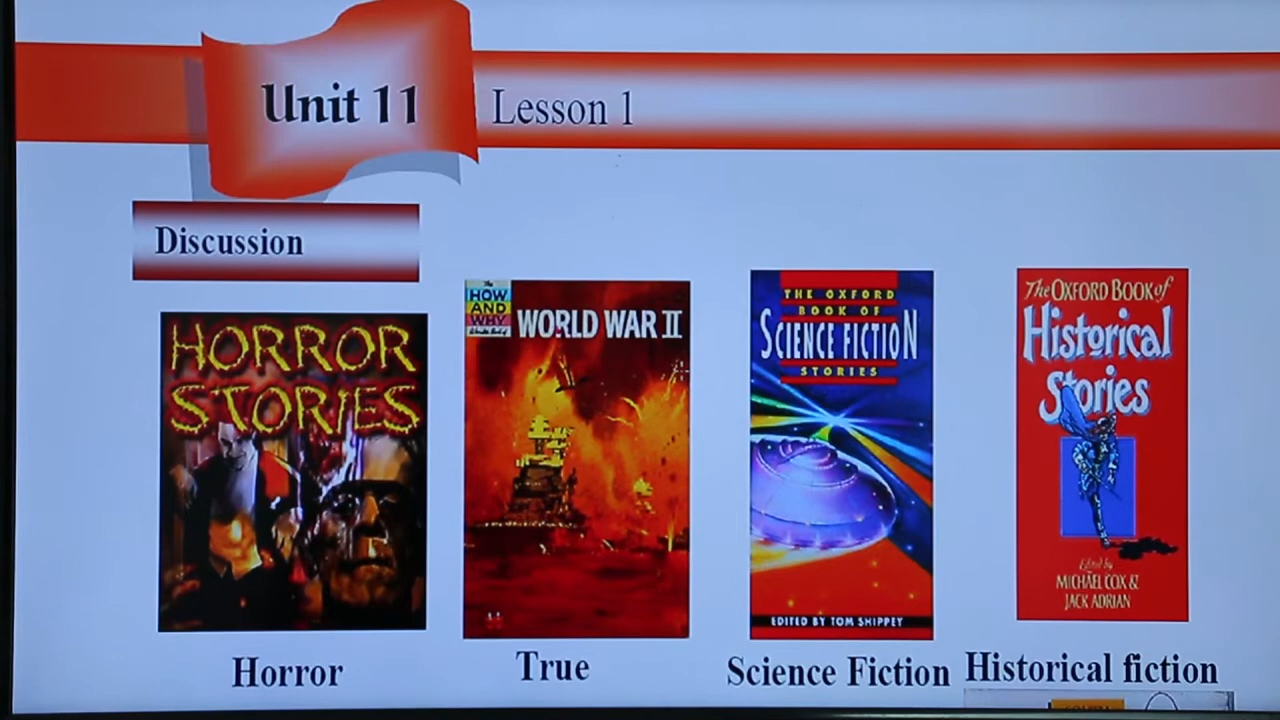 Unit 11
Lesson 1
Discussion
HORROR
STORIES
The
HOW
AND
WHY
WORLD WAR II
THE OXFORD
BOOK OF
SCIENCE FICTION
STORIES
EDITED BY TOM SHIPPEY
The OXFORD BOOK of
Historical
Stories
Edited by
MICHAEL COX &
JACK ADRIAN
Horror
True
Science Fiction
Historical fiction